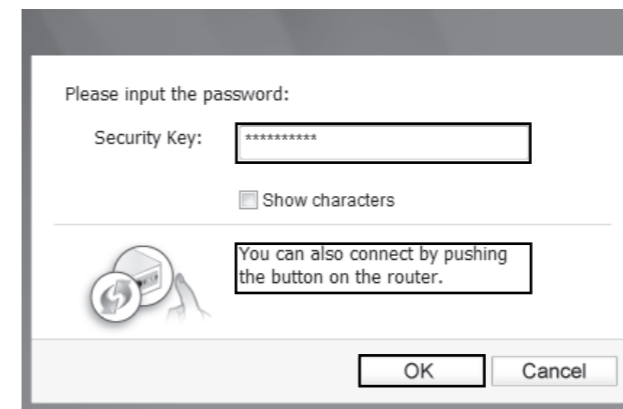 Please input the password:
Security Key: **********
Show characters
You can also connect by pushing
the button on the router.
OK Cancel